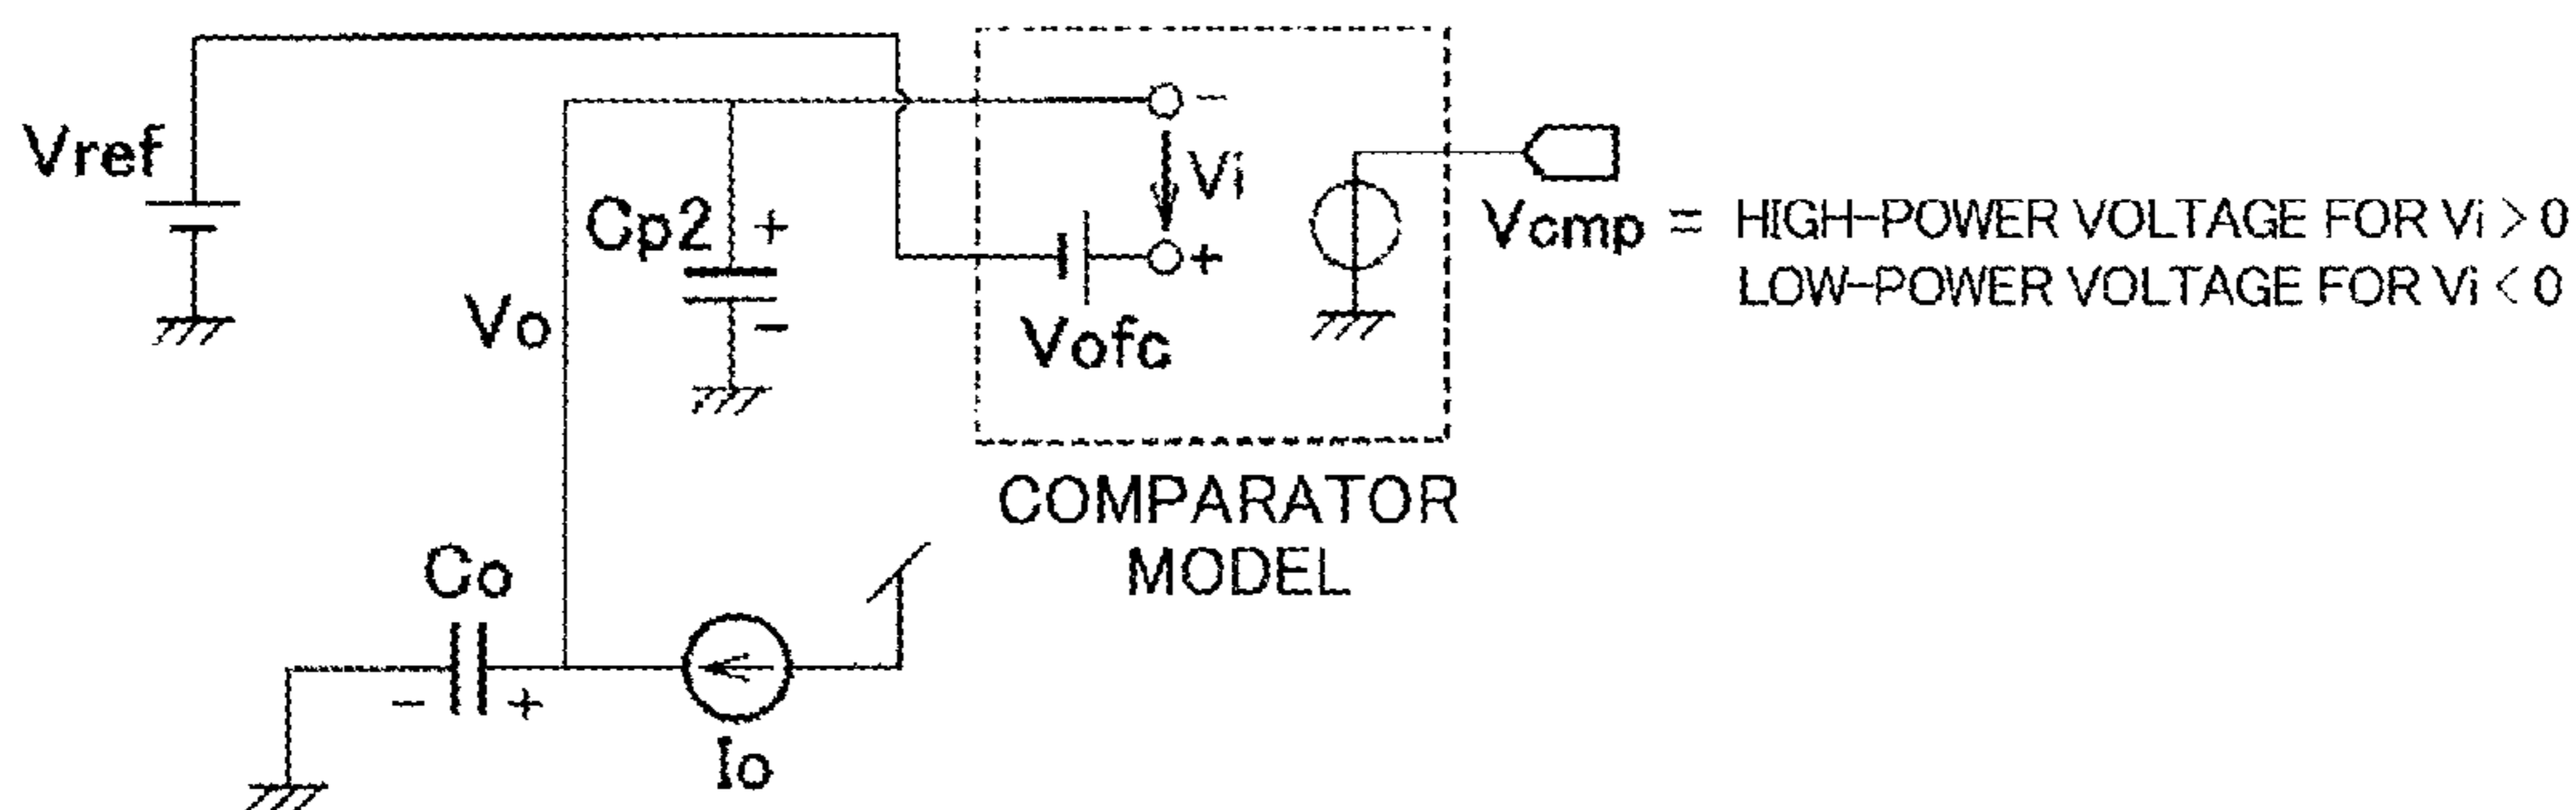 Vref
-
Vi
Cp2
+
-
+
Vofc
Vo
Vcmp = HIGH-POWER VOLTAGE FOR Vi > 0
LOW-POWER VOLTAGE FOR Vi < 0
COMPARATOR
MODEL
Co
-
+
Io